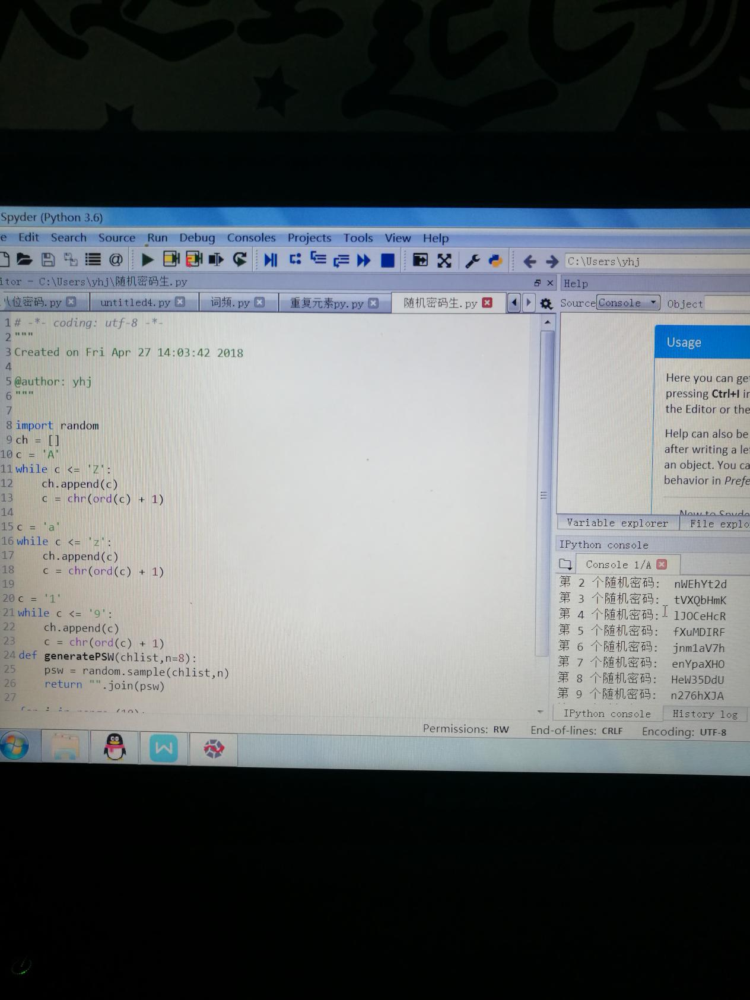 Spyder (Python 3.6)
e Edit Search Source Run Debug Consoles Projects Tools View Help
C:\Users\yhj
itor - C:\Users\yhj\随机密码生.py
位密码.py untitled4.py 词频.py 重复元素py.py 随机密码生.py
1 # -*- coding: utf-8 -*-
2 """
3 Created on Fri Apr 27 14:03:42 2018
4
5 @author: yhj
6 """
7
8 import random
9 ch = []
10 c = 'A'
11 while c <= 'Z':
12 ch.append(c)
13 c = chr(ord(c) + 1)
14
15 c = 'a'
16 while c <= 'z':
17 ch.append(c)
18 c = chr(ord(c) + 1)
19
20 c = '1'
21 while c <= '9':
22 ch.append(c)
23 c = chr(ord(c) + 1)
24 def generatePSW(chlist,n=8):
25 psw = random.sample(chlist,n)
26 return "".join(psw)
27
Help
Source Console Object
Usage
Here you can ge
pressing Ctrl+I in
the Editor or the
Help can also be
after writing a le
an object. You ca
behavior in Prefe
New to Spyde
Variable explorer File explo
IPython console
Console 1/A
第 2 个随机密码: nWEhYt2d
第 3 个随机密码: tVXQbHmK
第 4 个随机密码: lJOCeHcR
第 5 个随机密码: fXuMDIRF
第 6 个随机密码: jnm1aV7h
第 7 个随机密码: enYpaXHO
第 8 个随机密码: HeW35DdU
第 9 个随机密码: n276hXJA
IPython console History log
Permissions: RW End-of-lines: CRLF Encoding: UTF-8